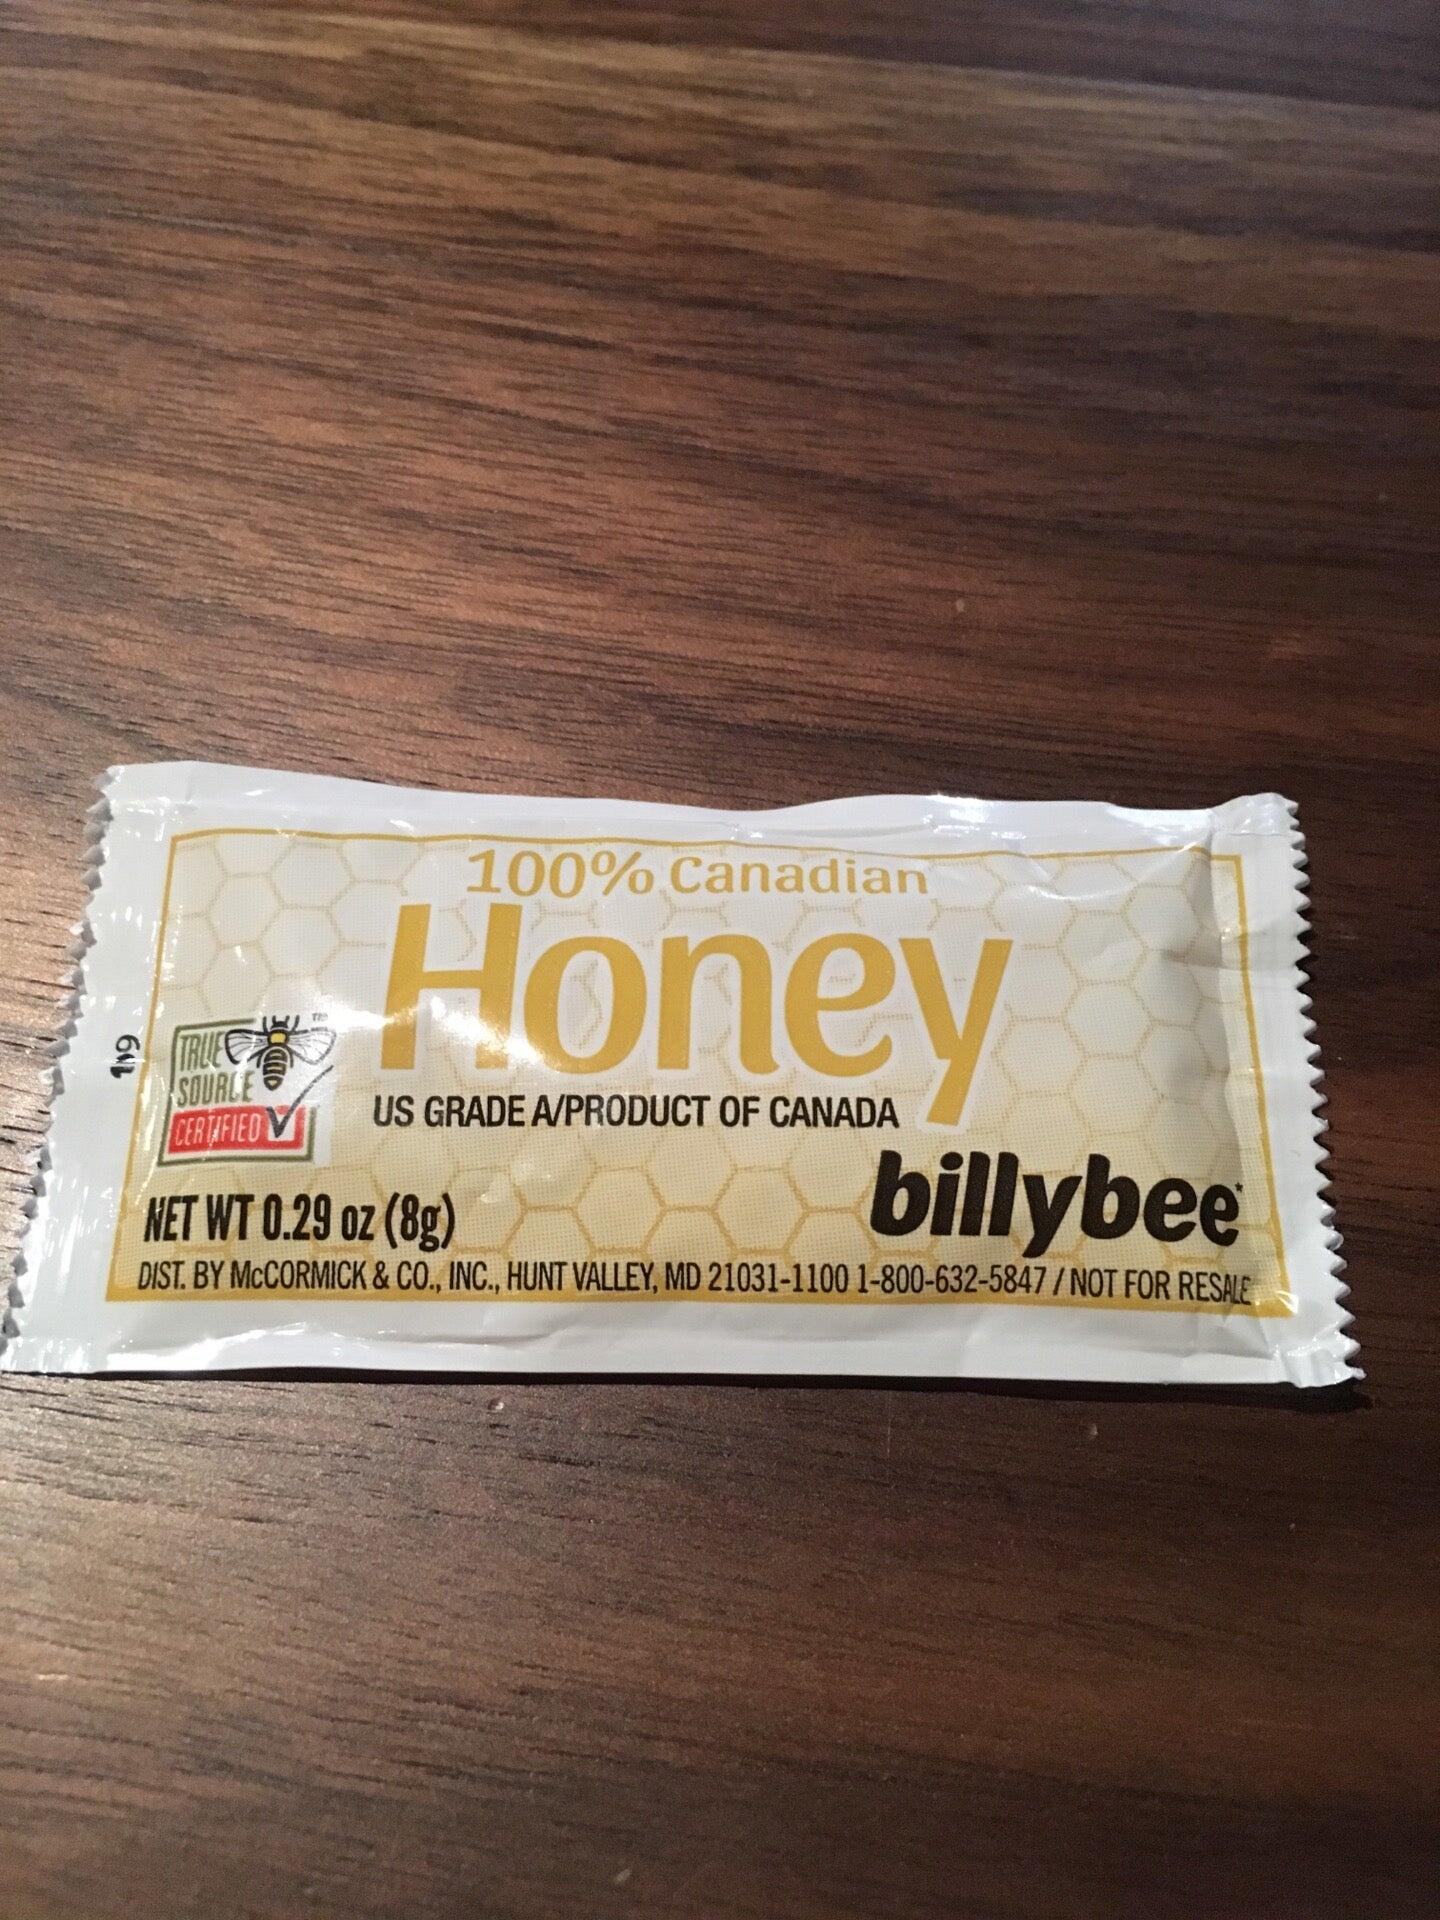 100% Canadian
Honey
TRUE
SOURCE
CERTIFIED
TM
US GRADE A/PRODUCT OF CANADA
billybee*
NET WT 0.29 oz (8g)
DIST. BY McCORMICK & CO., INC., HUNT VALLEY, MD 21031-1100 1-800-632-5847 / NOT FOR RESALE